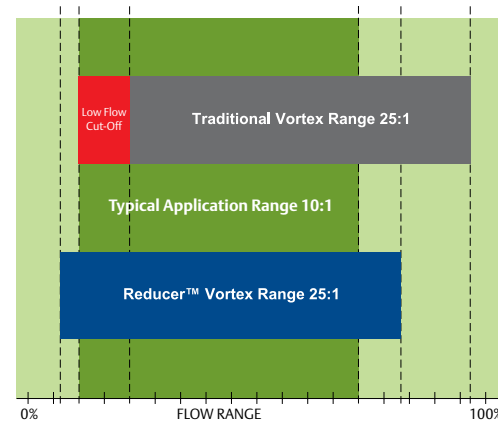 Low Flow
Cut-Off
Traditional Vortex Range 25:1
Typical Application Range 10:1
Reducer™ Vortex Range 25:1
0%
FLOW RANGE
100%